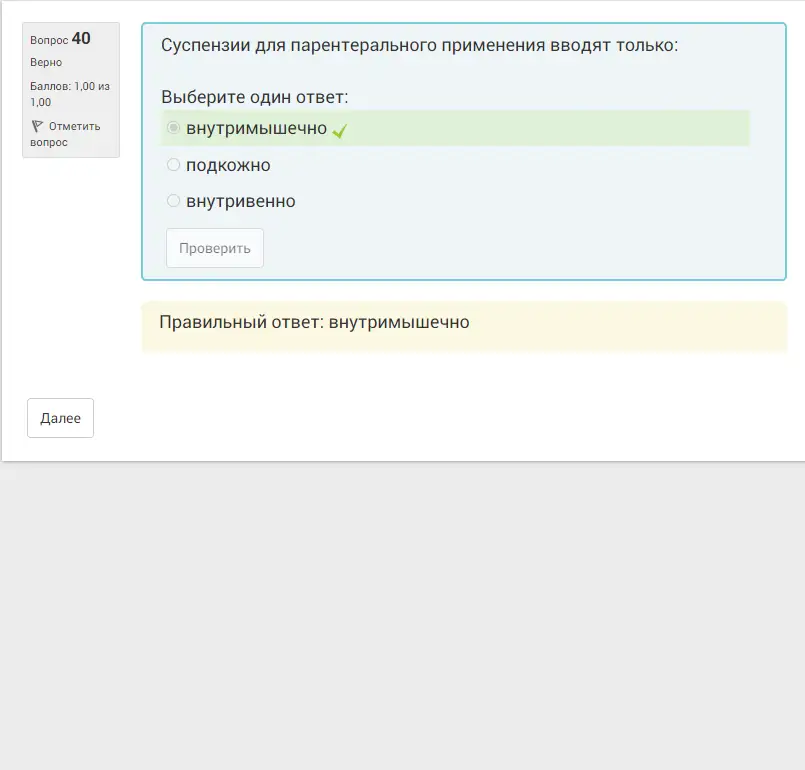 Вопрос 40
Верно
Баллов: 1,00 из
1,00
Отметить
вопрос
Суспензии для парентерального применения вводят только:
Выберите один ответ:
внутримышечно
подкожно
внутривенно
Проверить
Правильный ответ: внутримышечно
Далее